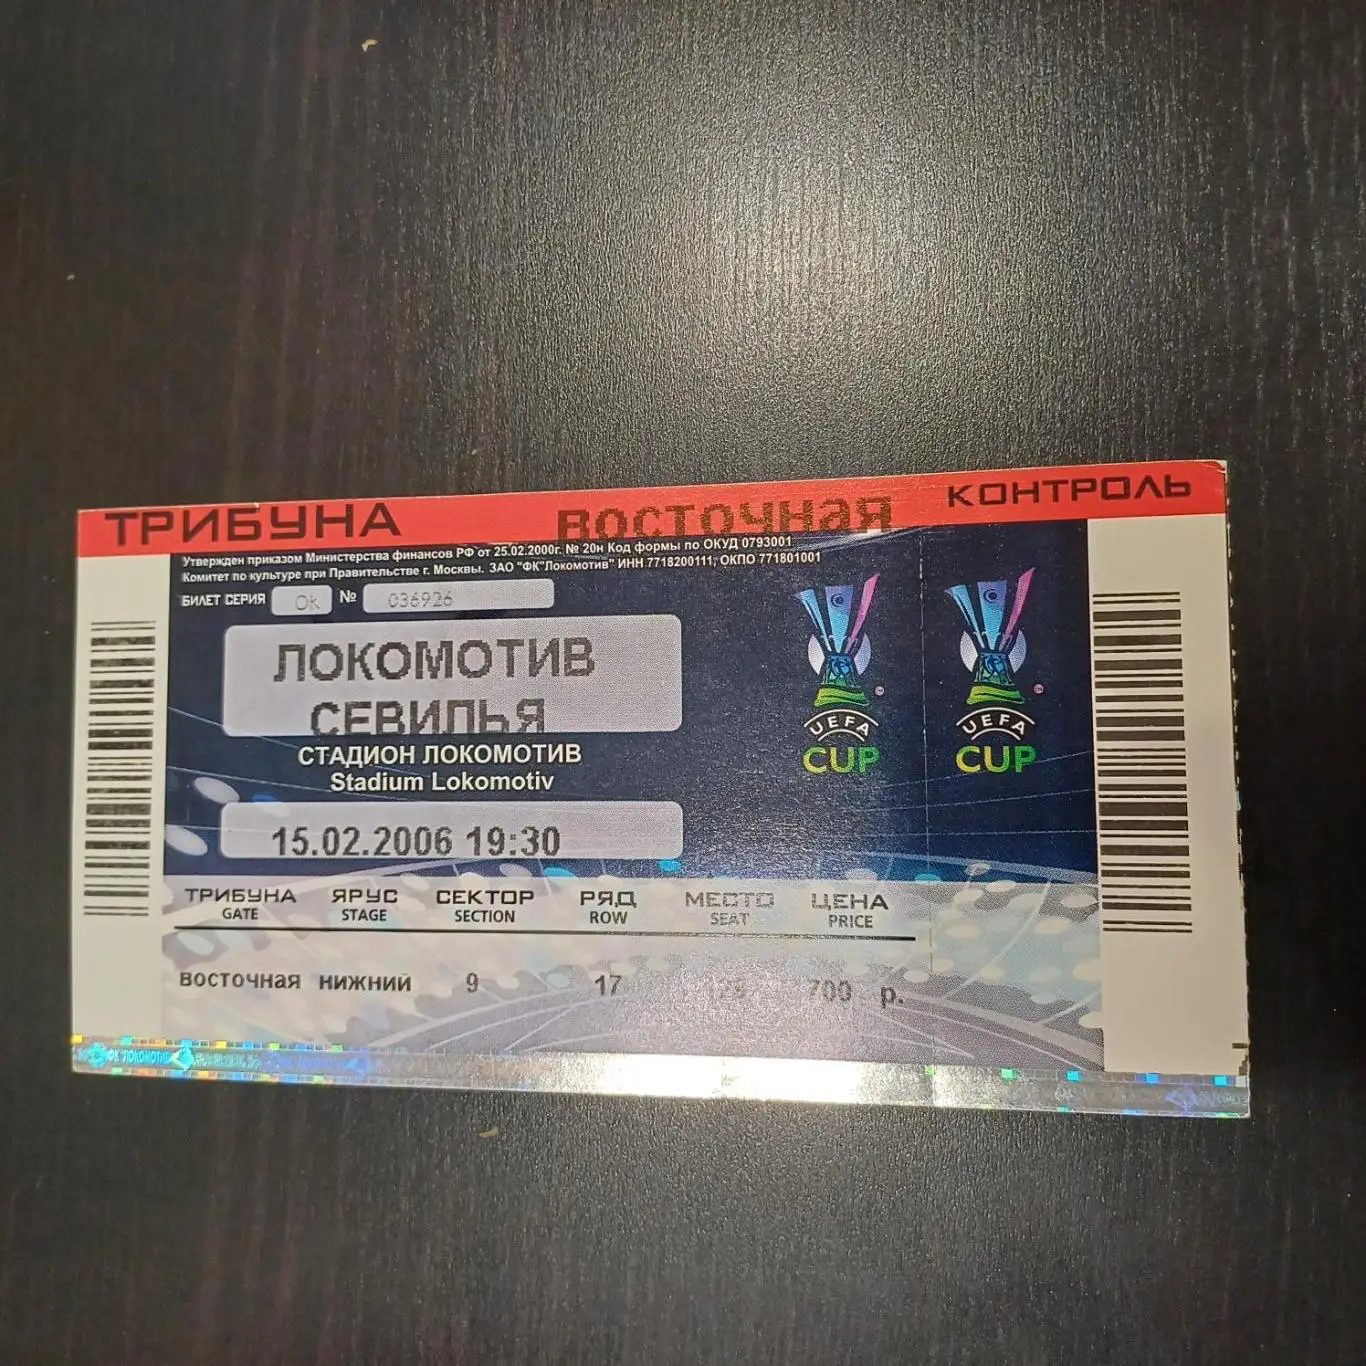 ТРИБУНА ВОСТОЧНАЯ КОНТРОЛЬ
Утвержден приказом Министерства финансов РФ от 25.02.2000г. № 20н Код формы по ОКУД 0793001
Комитет по культуре при Правительстве г. Москвы. ЗАО "ФК"Локомотив" ИНН 7718200111, ОКПО 771801001
БИЛЕТ СЕРИЯ ОК № 036926
ЛОКОМОТИВ
СЕВИЛЬЯ
СТАДИОН ЛОКОМОТИВ
Stadium Lokomotiv
15.02.2006 19:30
UEFA UEFA
CUP CUP
ТРИБУНА ЯРУС СЕКТОР РЯД МЕСТО ЦЕНА
GATE STAGE SECTION ROW SEAT PRICE
ВОСТОЧНАЯ НИЖНИЙ 9 17 700 р.
ФК ЛОКОМОТИВ